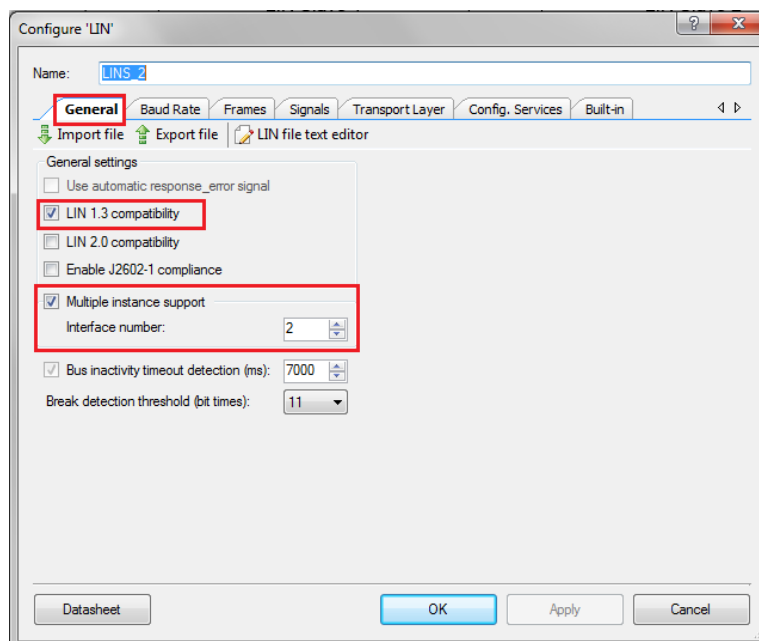 Configure 'LIN'
Name: LINS_2
General Baud Rate Frames Signals Transport Layer Config. Services Built-in
Import file Export file LIN file text editor
General settings
Use automatic response_error signal
LIN 1.3 compatibility
LIN 2.0 compatibility
Enable J2602-1 compliance
Multiple instance support
Interface number: 2
Bus inactivity timeout detection (ms): 7000
Break detection threshold (bit times): 11
Datasheet OK Apply Cancel